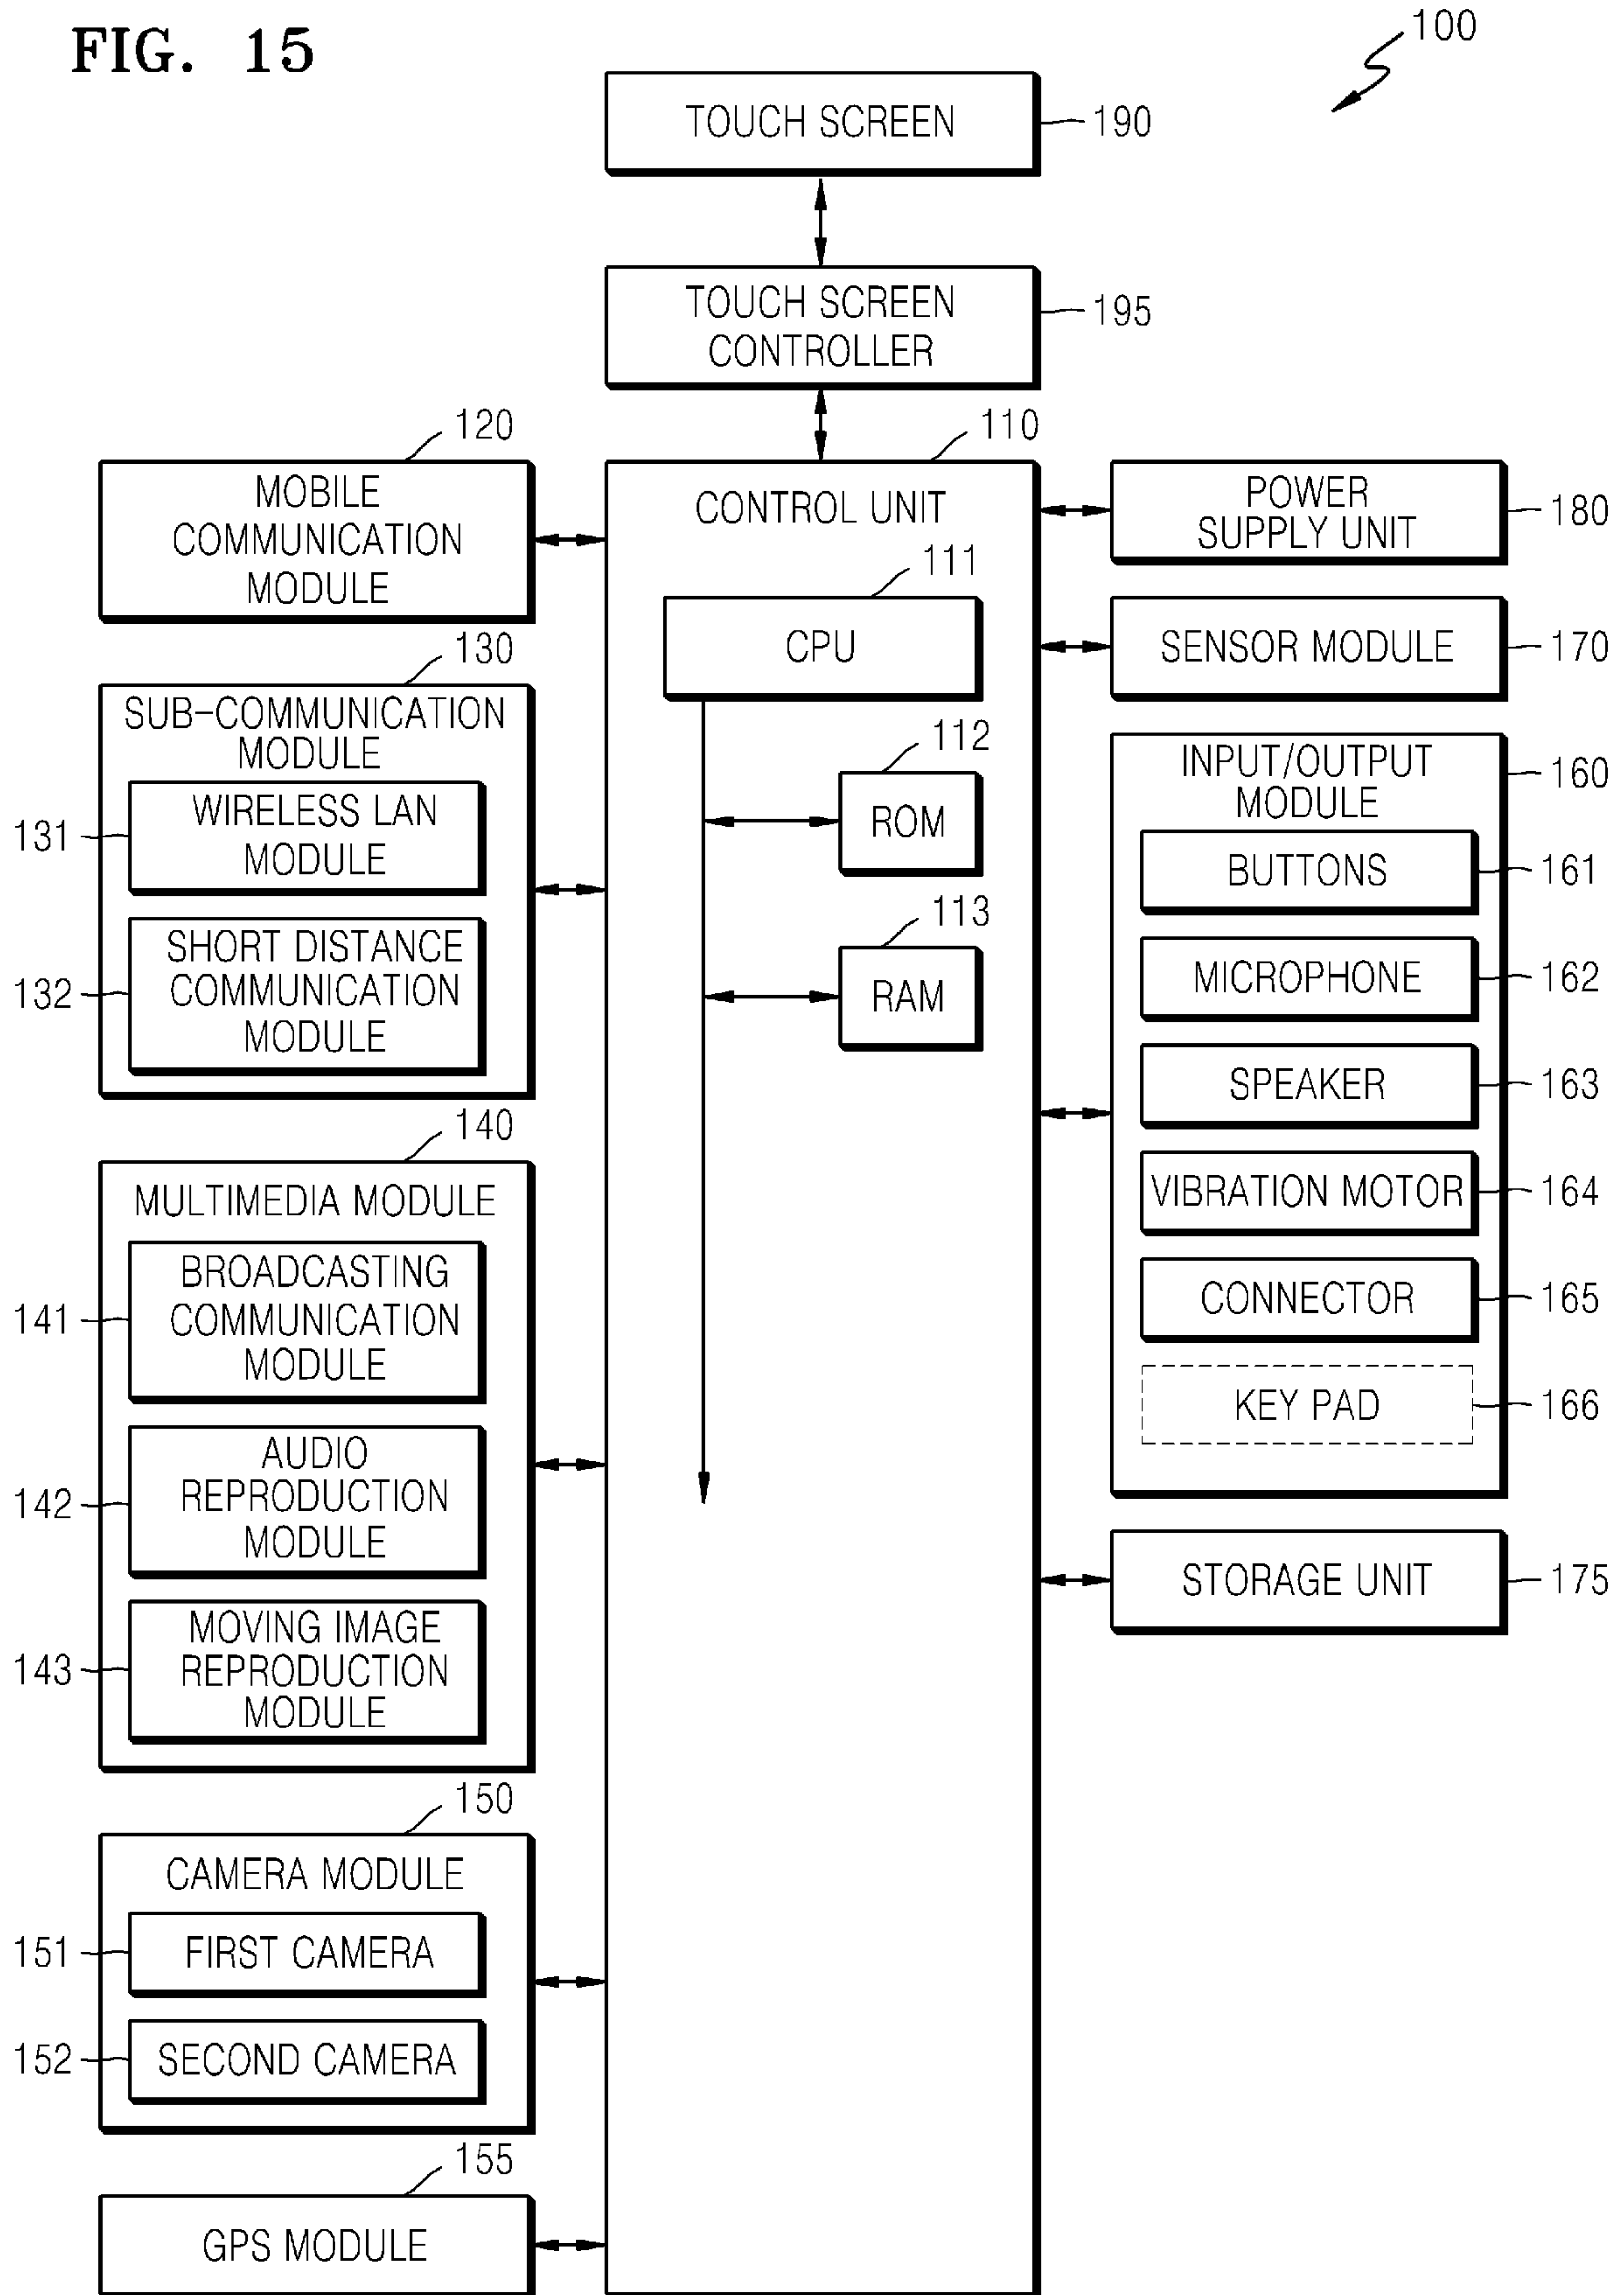 FIG. 15
100
TOUCH SCREEN
190
TOUCH SCREEN
CONTROLLER
195
120
MOBILE
COMMUNICATION
MODULE
130
SUB-COMMUNICATION
MODULE
131
WIRELESS LAN
MODULE
132
SHORT DISTANCE
COMMUNICATION
MODULE
140
MULTIMEDIA MODULE
141
BROADCASTING
COMMUNICATION
MODULE
142
AUDIO
REPRODUCTION
MODULE
143
MOVING IMAGE
REPRODUCTION
MODULE
150
CAMERA MODULE
151
FIRST CAMERA
152
SECOND CAMERA
155
GPS MODULE
110
CONTROL UNIT
111
CPU
112
ROM
113
RAM
POWER
SUPPLY UNIT
180
SENSOR MODULE
170
INPUT/OUTPUT
MODULE
160
BUTTONS
161
MICROPHONE
162
SPEAKER
163
VIBRATION MOTOR
164
CONNECTOR
165
KEY PAD
166
STORAGE UNIT
175